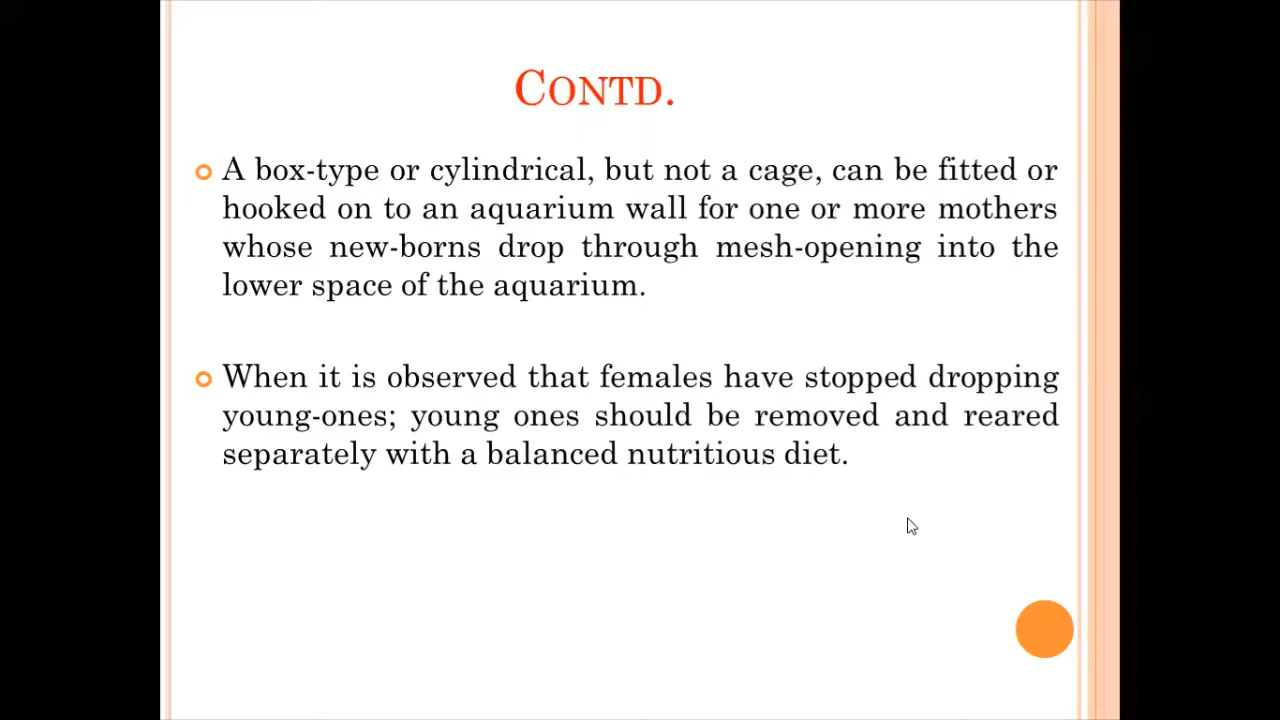 CONTD.
A box-type or cylindrical, but not a cage, can be fitted or
hooked on to an aquarium wall for one or more mothers
whose new-borns drop through mesh-opening into the
lower space of the aquarium.
When it is observed that females have stopped dropping
young-ones; young ones should be removed and reared
separately with a balanced nutritious diet.